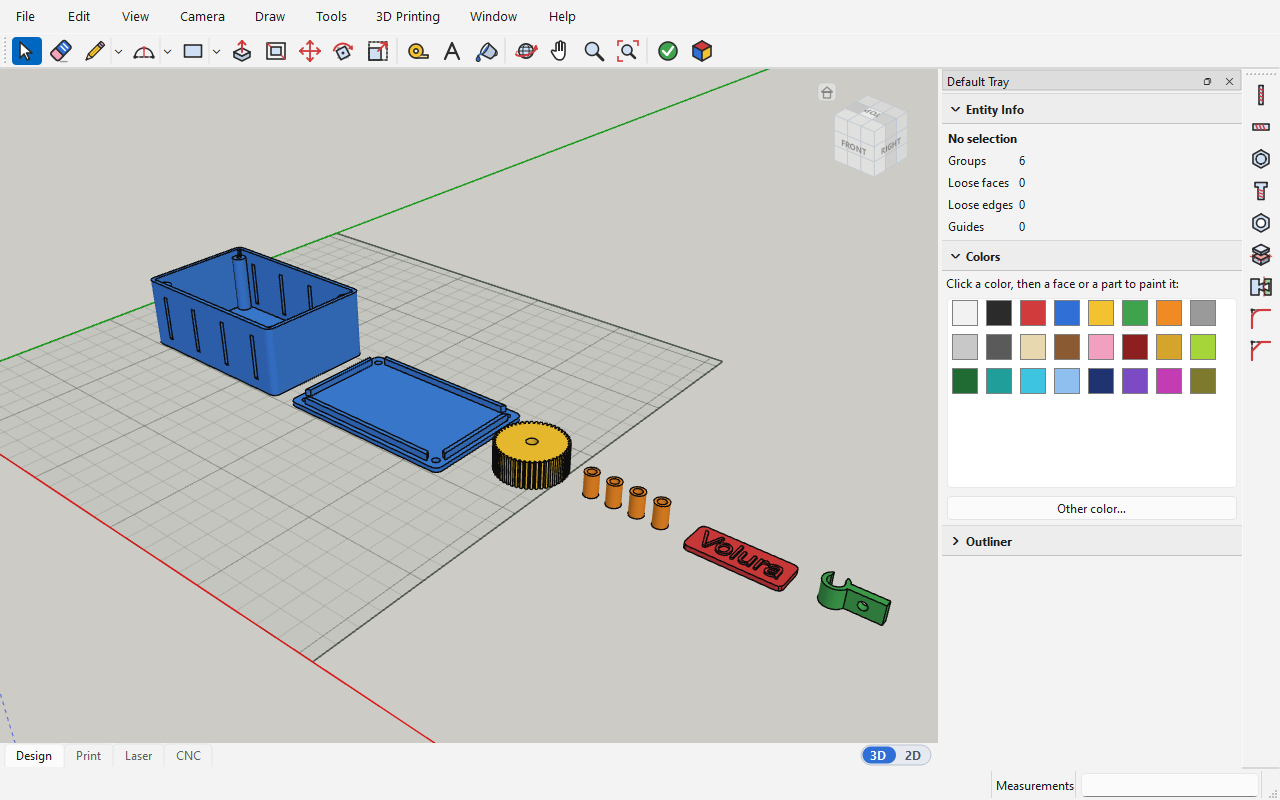 File Edit View Camera Draw Tools 3D Printing Window Help
Default Tray
Entity Info
No selection
Groups 6
Loose faces 0
Loose edges 0
Guides 0
Colors
Click a color, then a face or a part to paint it:
Other color...
Outliner
TOP
FRONT RIGHT
Volura
Design Print Laser CNC
3D 2D
Measurements